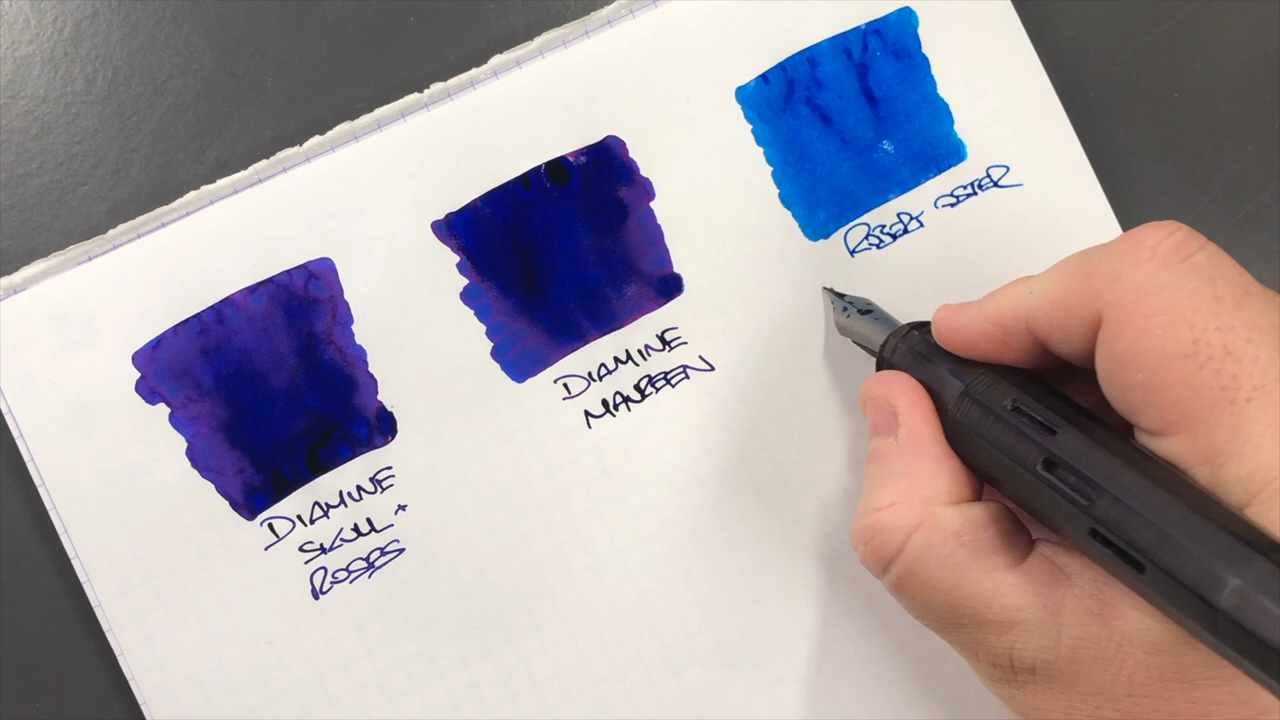 DIAMINE
SKULL +
ROSES
DIAMINE
MAUREEN
ROBERT OSTER